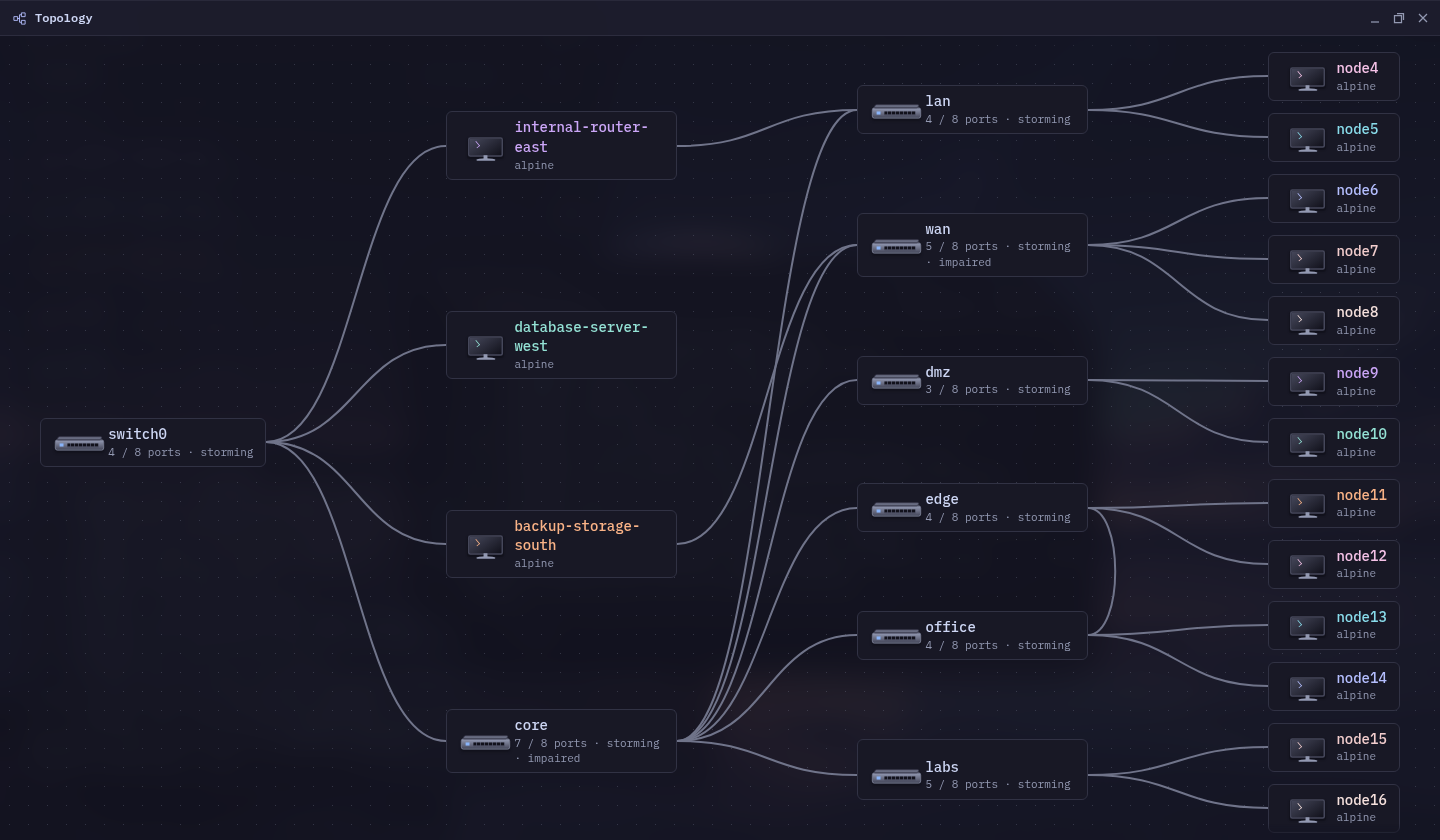 Topology
switch0
4 / 8 ports · storming
internal-router-
east
alpine
database-server-
west
alpine
backup-storage-
south
alpine
core
7 / 8 ports · storming
· impaired
lan
4 / 8 ports · storming
wan
5 / 8 ports · storming
· impaired
dmz
3 / 8 ports · storming
edge
4 / 8 ports · storming
office
4 / 8 ports · storming
labs
5 / 8 ports · storming
node4
alpine
node5
alpine
node6
alpine
node7
alpine
node8
alpine
node9
alpine
node10
alpine
node11
alpine
node12
alpine
node13
alpine
node14
alpine
node15
alpine
node16
alpine